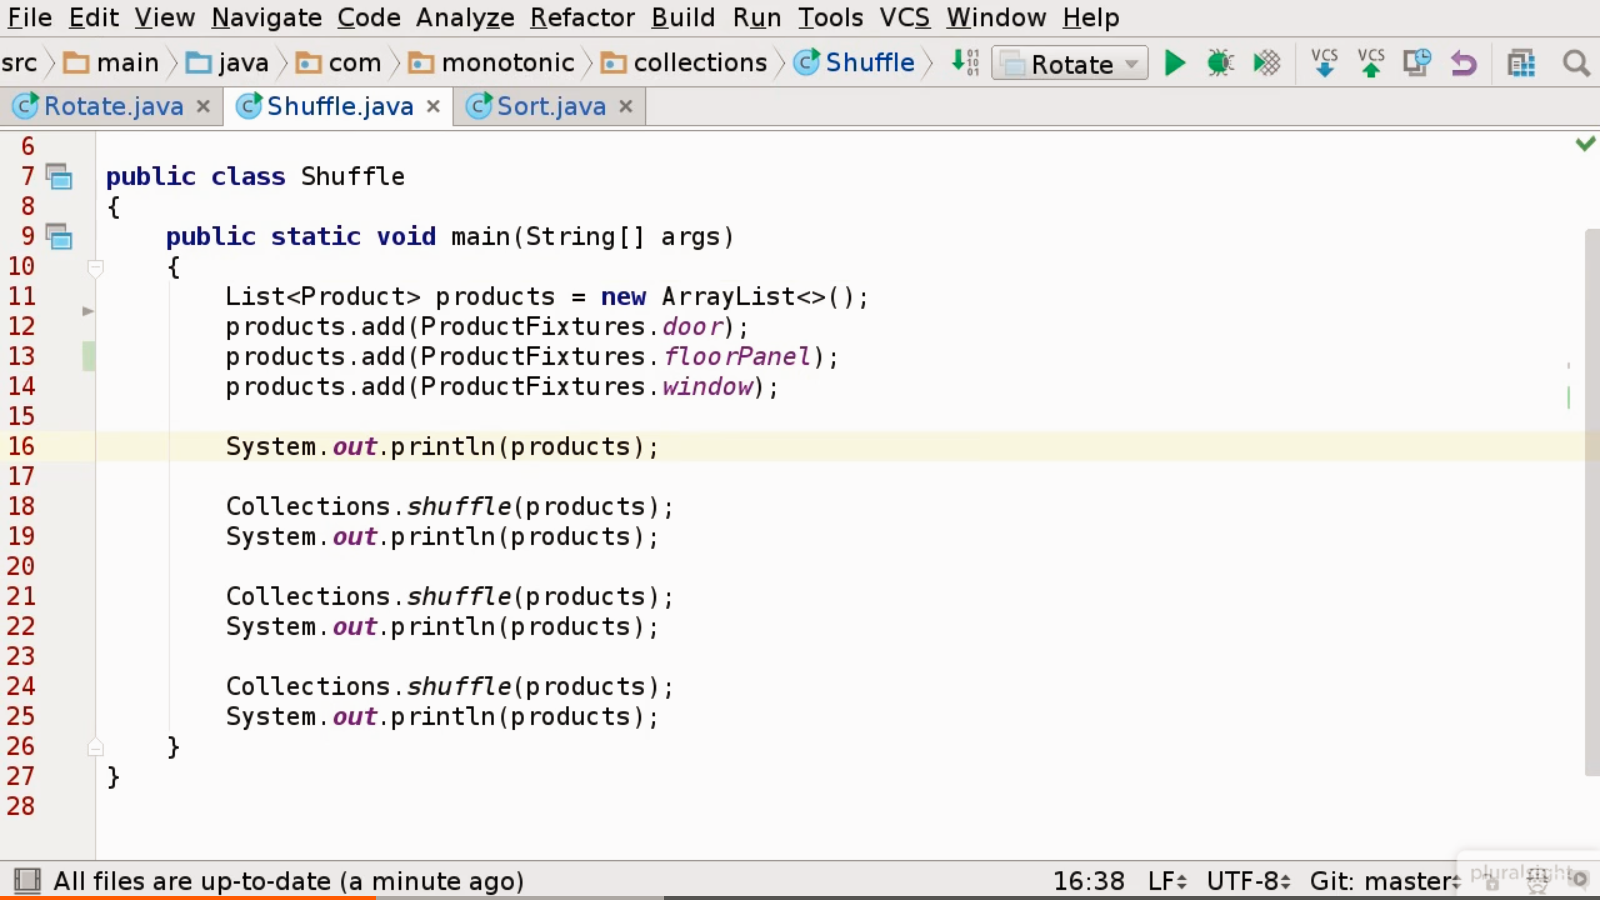 File Edit View Navigate Code Analyze Refactor Build Run Tools VCS Window Help
src main java com monotonic collections Shuffle Rotate VCS VCS
Rotate.java Shuffle.java Sort.java
6
7 public class Shuffle
8 {
9 public static void main(String[] args)
10 {
11 List<Product> products = new ArrayList<>();
12 products.add(ProductFixtures.door);
13 products.add(ProductFixtures.floorPanel);
14 products.add(ProductFixtures.window);
15
16 System.out.println(products);
17
18 Collections.shuffle(products);
19 System.out.println(products);
20
21 Collections.shuffle(products);
22 System.out.println(products);
23
24 Collections.shuffle(products);
25 System.out.println(products);
26 }
27 }
28
All files are up-to-date (a minute ago) 16:38 LF UTF-8 Git: master pluralsight